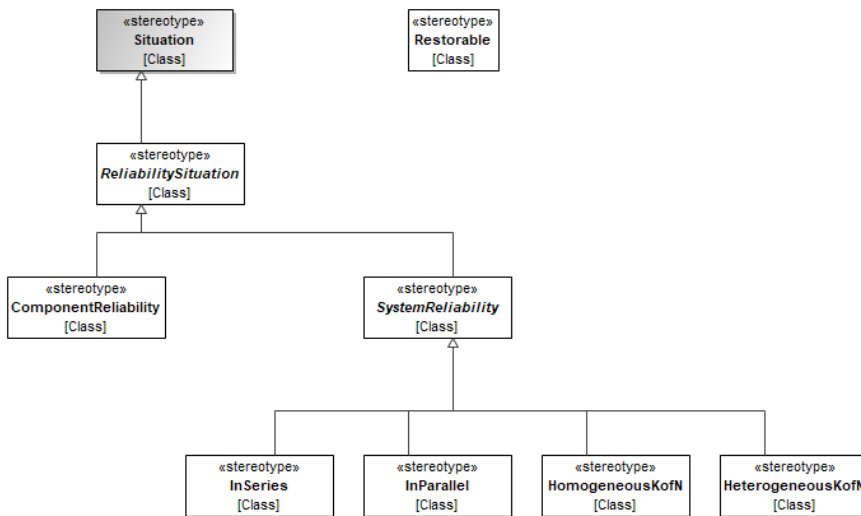 «stereotype»
Situation
[Class]
«stereotype»
Restorable
[Class]
«stereotype»
ReliabilitySituation
[Class]
«stereotype»
ComponentReliability
[Class]
«stereotype»
SystemReliability
[Class]
«stereotype»
InSeries
[Class]
«stereotype»
InParallel
[Class]
«stereotype»
HomogeneousKofN
[Class]
«stereotype»
HeterogeneousKofN
[Class]